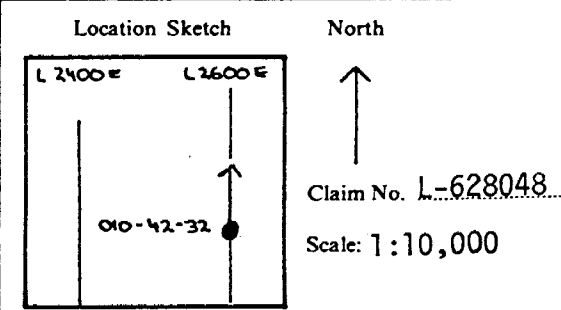 Location Sketch North
L 2400 E L 2600 E
Claim No. L-628048
010-42-32
Scale: 1:10,000